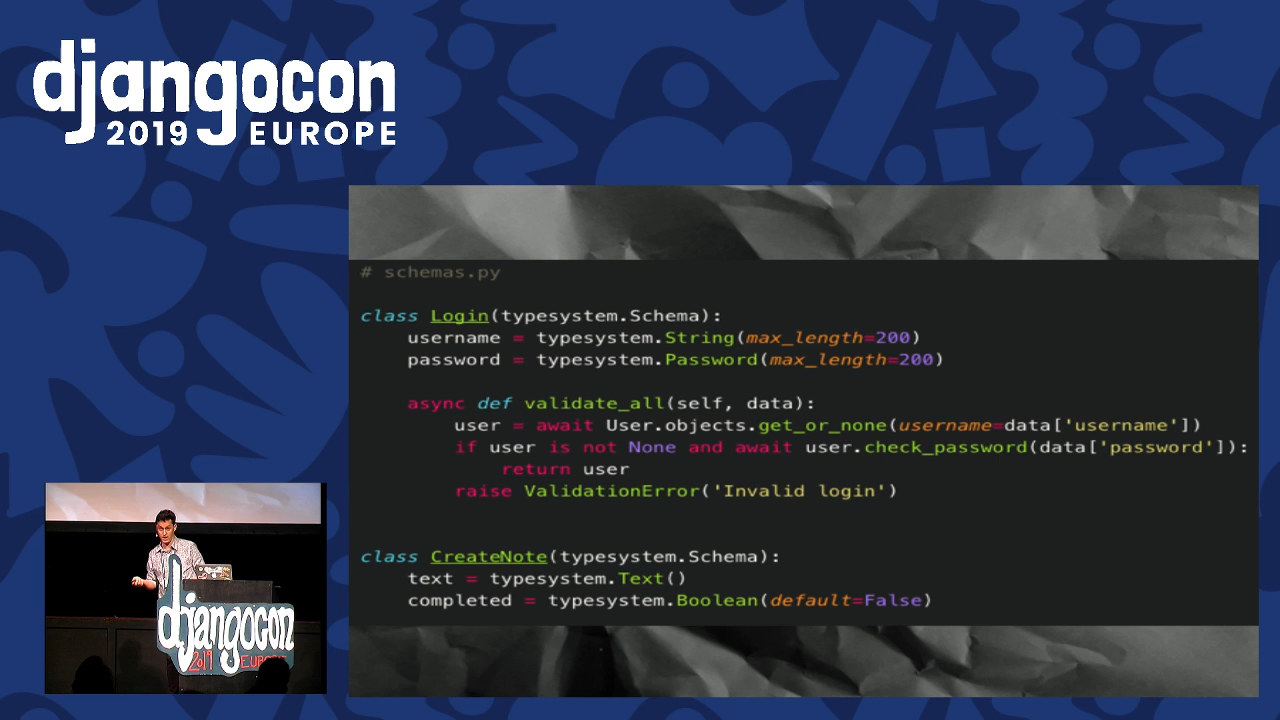 djangocon
2019 EUROPE
# schemas.py
class Login(typesystem.Schema):
    username = typesystem.String(max_length=200)
    password = typesystem.Password(max_length=200)
    async def validate_all(self, data):
        user = await User.objects.get_or_none(username=data['username'])
        if user is not None and await user.check_password(data['password']):
            return user
        raise ValidationError('Invalid login')
class CreateNote(typesystem.Schema):
    text = typesystem.Text()
    completed = typesystem.Boolean(default=False)
djangocon
2019 EUROPE